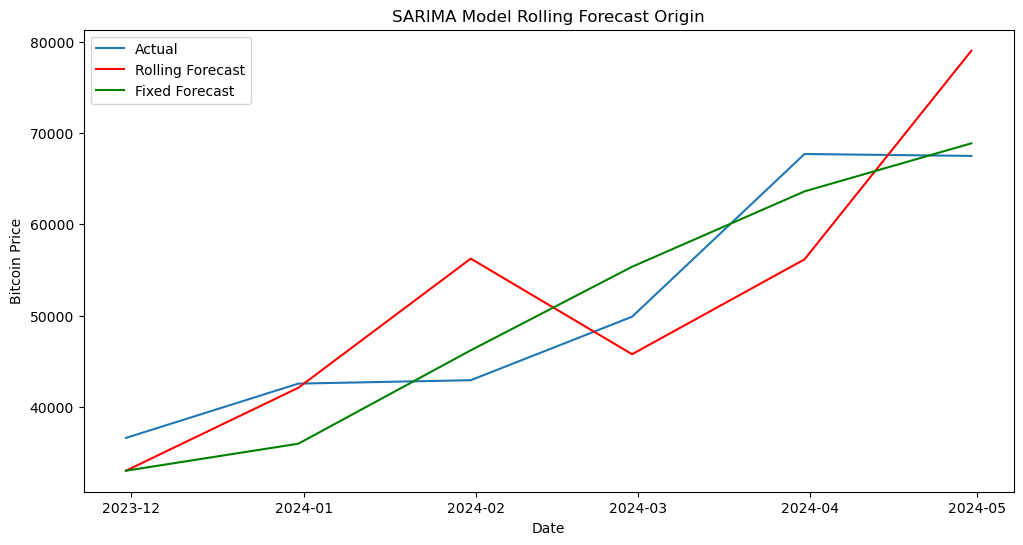 SARIMA Model Rolling Forecast Origin
Actual
Rolling Forecast
Fixed Forecast
80000
70000
60000
50000
40000
Bitcoin Price
2023-12 2024-01 2024-02 2024-03 2024-04 2024-05
Date